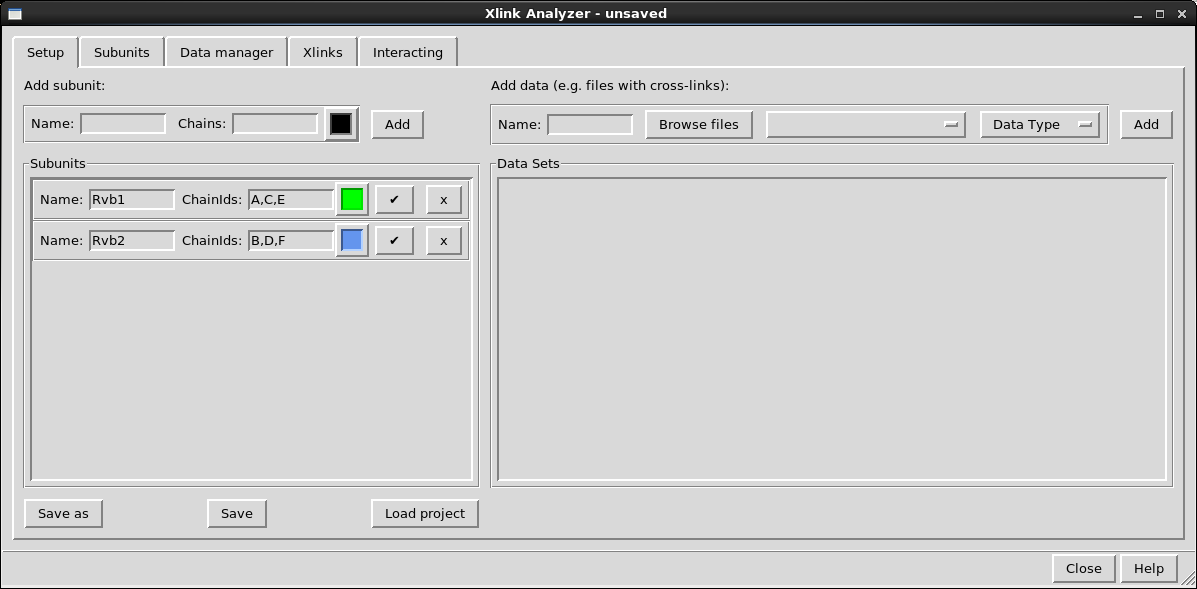 Xlink Analyzer - unsaved
Setup Subunits Data manager Xlinks Interacting
Add subunit: Add data (e.g. files with cross-links):
Name: Chains: Add Name: Browse files Data Type Add
Subunits Data Sets
Name: Rvb1 ChainIds: A,C,E ✔ x
Name: Rvb2 ChainIds: B,D,F ✔ x
Save as Save Load project
Close Help